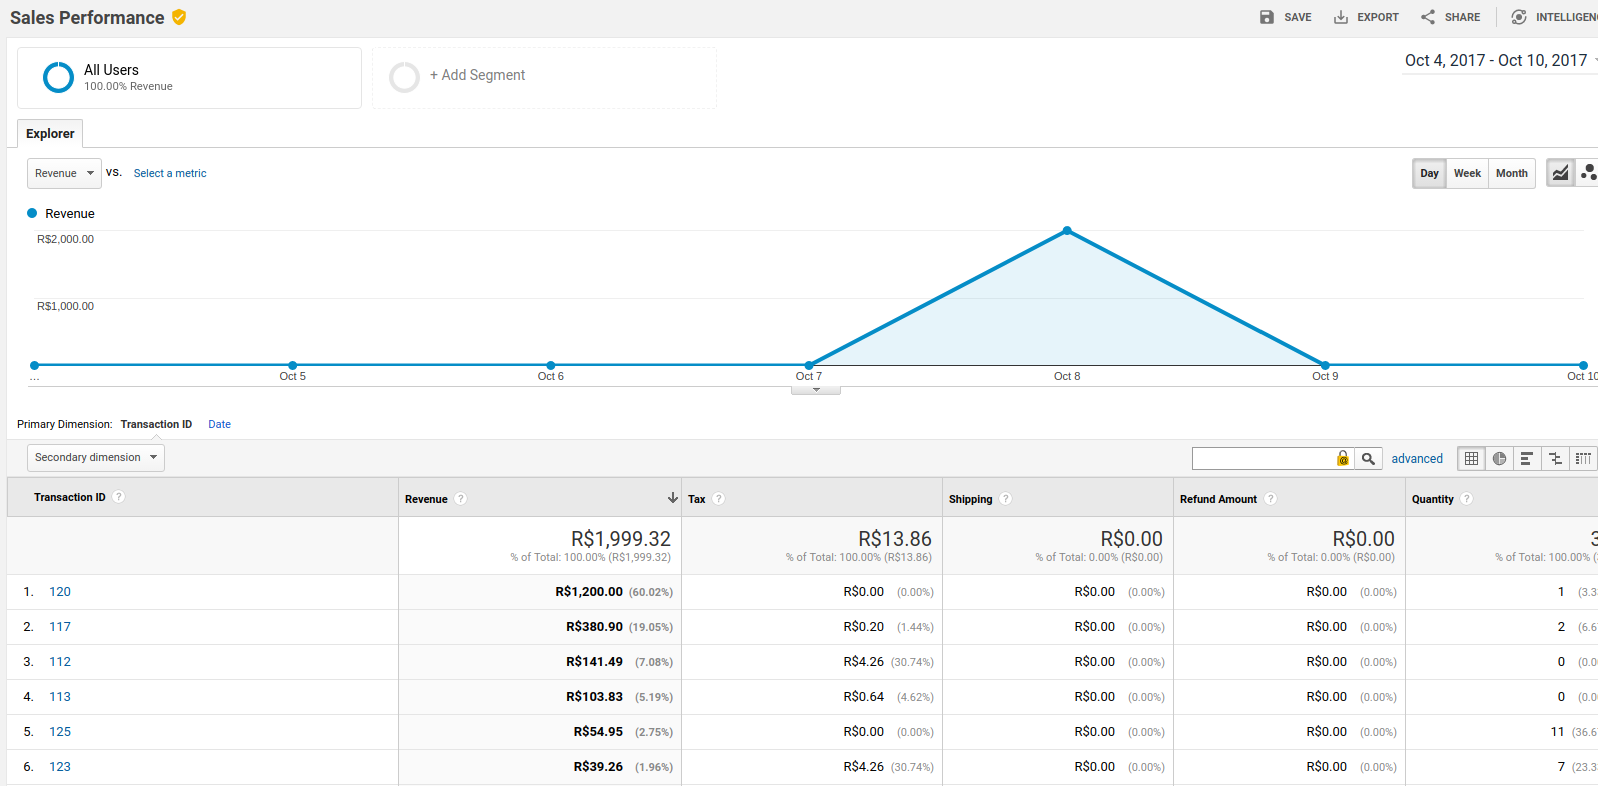 Sales Performance
SAVE EXPORT SHARE INTELLIGEN
All Users
100.00% Revenue
+ Add Segment
Oct 4, 2017 - Oct 10, 2017
Explorer
Revenue VS. Select a metric
Day Week Month
Revenue
R$2,000.00
R$1,000.00
... Oct 5 Oct 6 Oct 7 Oct 8 Oct 9 Oct 10
Primary Dimension: Transaction ID Date
Secondary dimension
advanced
Transaction ID ? Revenue ? Tax ? Shipping ? Refund Amount ? Quantity ?
R$1,999.32 R$13.86 R$0.00 R$0.00 3
% of Total: 100.00% (R$1,999.32) % of Total: 100.00% (R$13.86) % of Total: 0.00% (R$0.00) % of Total: 0.00% (R$0.00) % of Total: 100.00% (
1. 120 R$1,200.00 (60.02%) R$0.00 (0.00%) R$0.00 (0.00%) R$0.00 (0.00%) 1 (3.3
2. 117 R$380.90 (19.05%) R$0.20 (1.44%) R$0.00 (0.00%) R$0.00 (0.00%) 2 (6.6
3. 112 R$141.49 (7.08%) R$4.26 (30.74%) R$0.00 (0.00%) R$0.00 (0.00%) 0 (0.0
4. 113 R$103.83 (5.19%) R$0.64 (4.62%) R$0.00 (0.00%) R$0.00 (0.00%) 0 (0.0
5. 125 R$54.95 (2.75%) R$0.00 (0.00%) R$0.00 (0.00%) R$0.00 (0.00%) 11 (36.6
6. 123 R$39.26 (1.96%) R$4.26 (30.74%) R$0.00 (0.00%) R$0.00 (0.00%) 7 (23.3